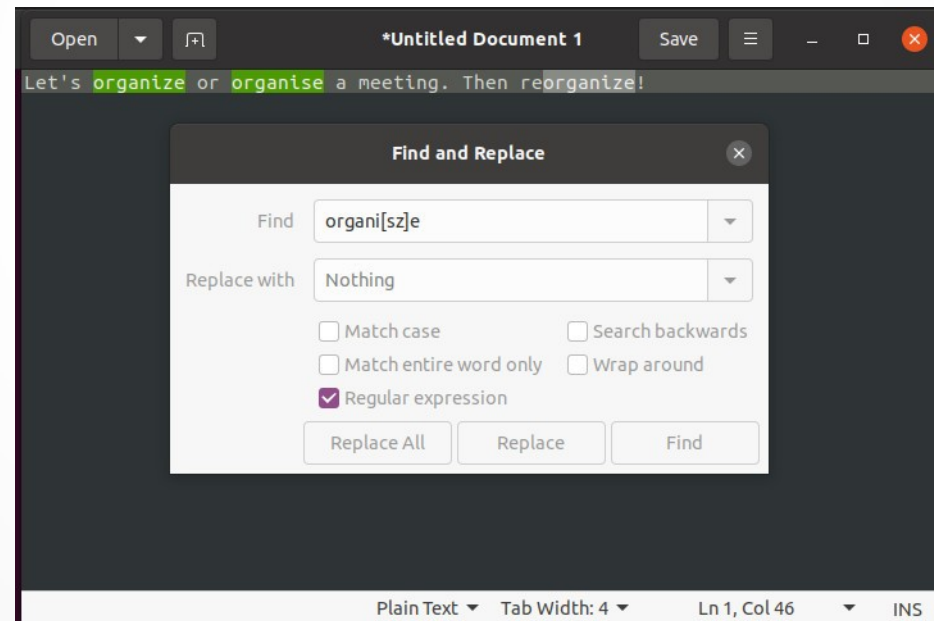 Open *Untitled Document 1 Save
Let's organize or organise a meeting. Then reorganize!
Find and Replace
Find organi[sz]e
Replace with Nothing
Match case Search backwards
Match entire word only Wrap around
Regular expression
Replace All Replace Find
Plain Text Tab Width: 4 Ln 1, Col 46 INS